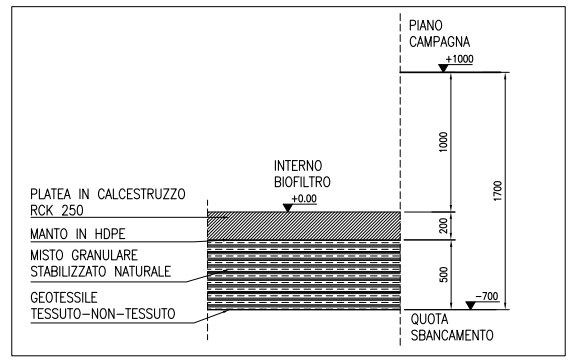 PIANO
CAMPAGNA
+1000
1000
1700
INTERNO
BIOFILTRO
+0.00
PLATEA IN CALCESTRUZZO
RCK 250
200
MANTO IN HDPE
MISTO GRANULARE
STABILIZZATO NATURALE
500
GEOTESSILE
TESSUTO-NON-TESSUTO
-700
QUOTA
SBANCAMENTO